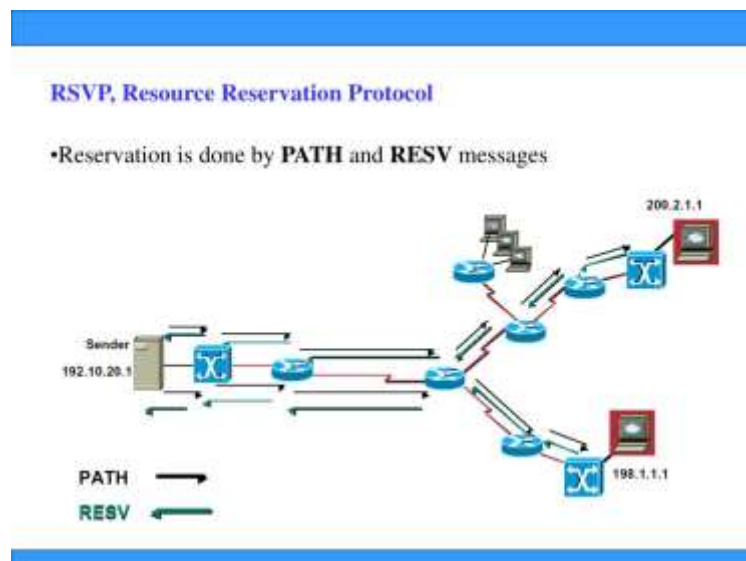 RSVP, Resource Reservation Protocol
•Reservation is done by PATH and RESV messages
200.2.1.1
Sender
192.10.20.1
198.1.1.1
PATH
RESV